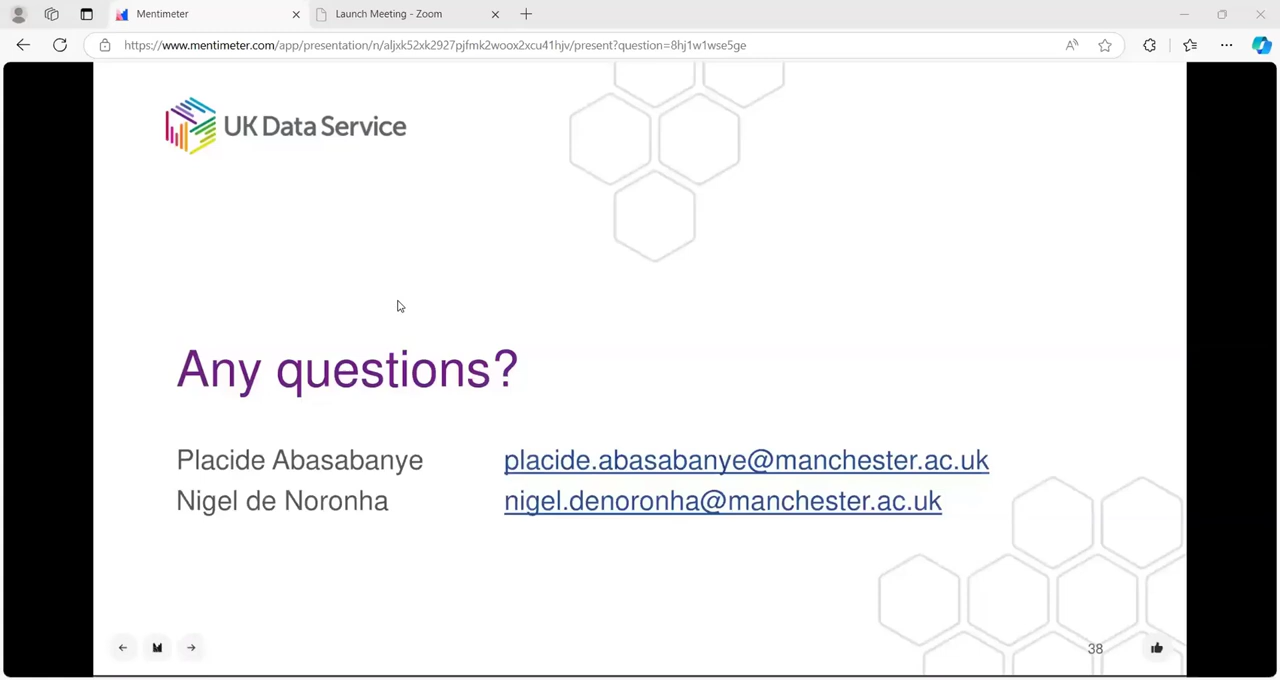 Mentimeter
Launch Meeting - Zoom
https://www.mentimeter.com/app/presentation/n/aljxk52xk2927pjfmk2woox2xcu41hjv/present?question=8hj1w1wse5ge
UK Data Service
Any questions?
Placide Abasabanye placide.abasabanye@manchester.ac.uk
Nigel de Noronha nigel.denoronha@manchester.ac.uk
38